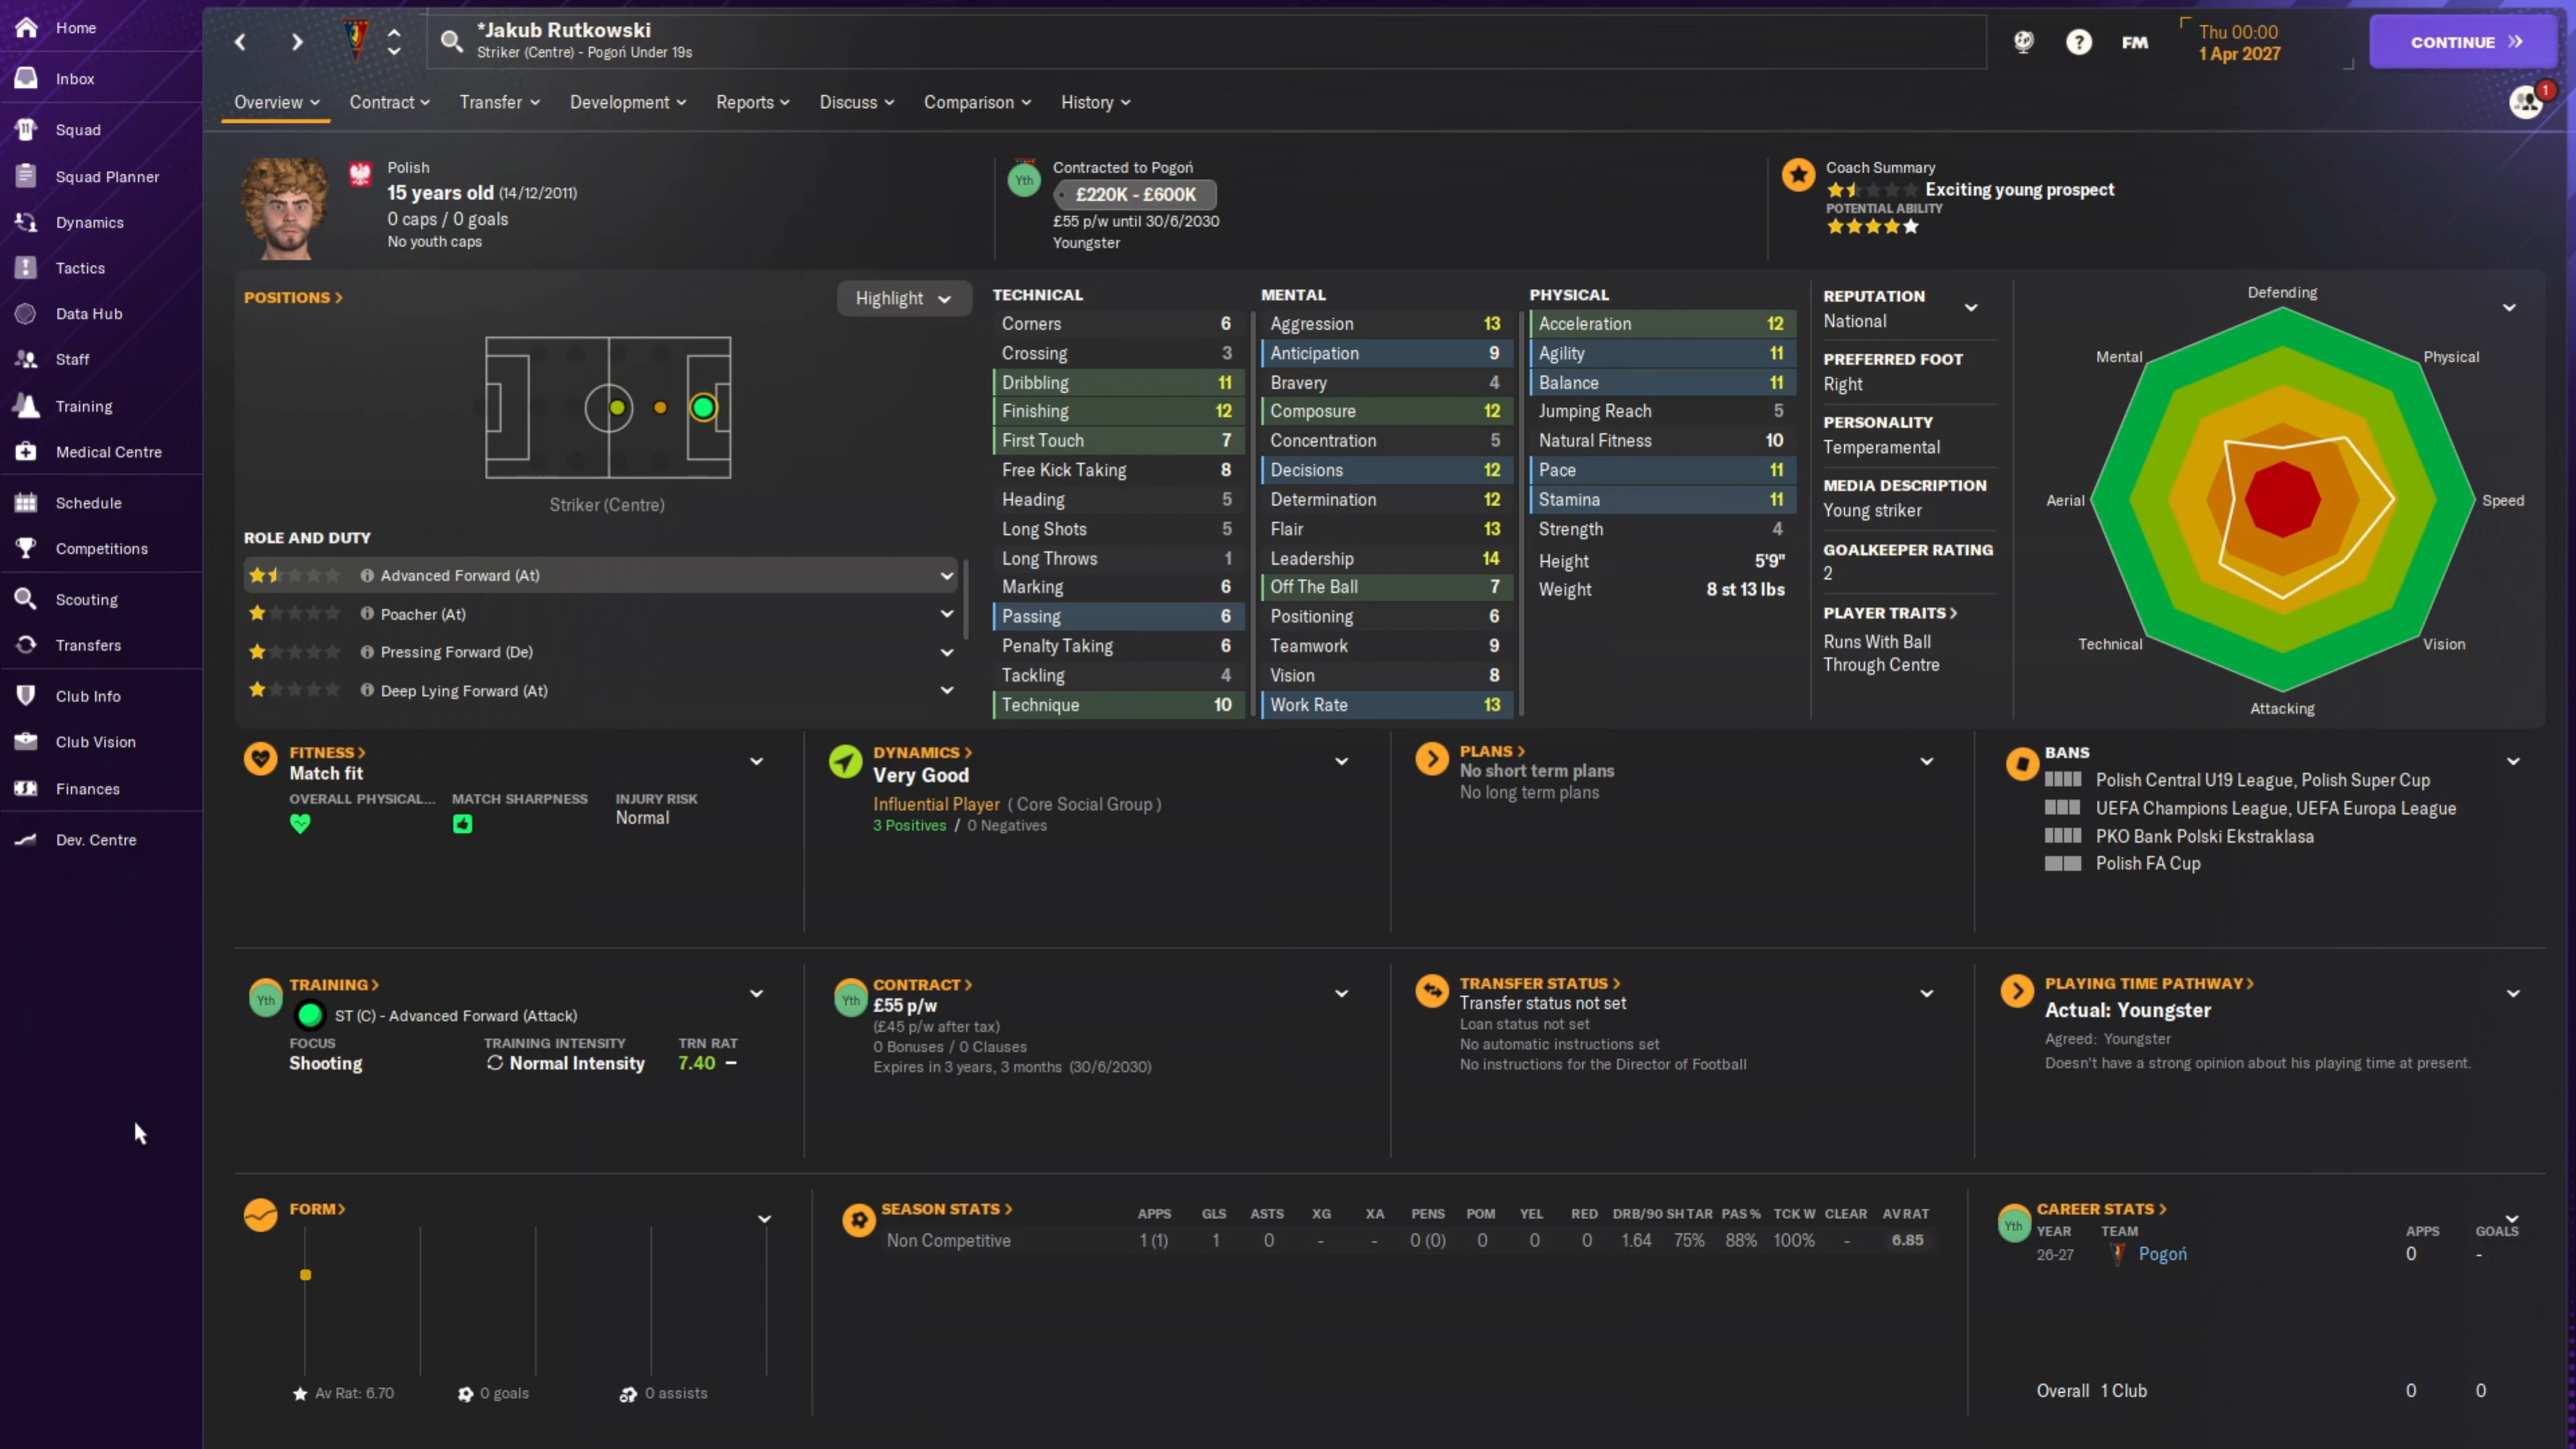 Home
Inbox
Squad
Squad Planner
Dynamics
Tactics
Data Hub
Staff
Training
Medical Centre
Schedule
Competitions
Scouting
Transfers
Club Info
Club Vision
Finances
Dev. Centre
*Jakub Rutkowski
Striker (Centre) - Pogoń Under 19s
? FM
Thu 00:00
1 Apr 2027
CONTINUE
1
Overview Contract Transfer Development Reports Discuss Comparison History
Polish
15 years old (14/12/2011)
0 caps / 0 goals
No youth caps
Yth
Contracted to Pogoń
£220K - £600K
£55 p/w until 30/6/2030
Youngster
Coach Summary
Exciting young prospect
POTENTIAL ABILITY
POSITIONS >
Highlight
Striker (Centre)
ROLE AND DUTY
Advanced Forward (At)
Poacher (At)
Pressing Forward (De)
Deep Lying Forward (At)
TECHNICAL
Corners 6
Crossing 3
Dribbling 11
Finishing 12
First Touch 7
Free Kick Taking 8
Heading 5
Long Shots 5
Long Throws 1
Marking 6
Passing 6
Penalty Taking 6
Tackling 4
Technique 10
MENTAL
Aggression 13
Anticipation 9
Bravery 4
Composure 12
Concentration 5
Decisions 12
Determination 12
Flair 13
Leadership 14
Off The Ball 7
Positioning 6
Teamwork 9
Vision 8
Work Rate 13
PHYSICAL
Acceleration 12
Agility 11
Balance 11
Jumping Reach 5
Natural Fitness 10
Pace 11
Stamina 11
Strength 4
Height 5'9"
Weight 8 st 13 lbs
REPUTATION
National
PREFERRED FOOT
Right
PERSONALITY
Temperamental
MEDIA DESCRIPTION
Young striker
GOALKEEPER RATING
2
PLAYER TRAITS >
Runs With Ball
Through Centre
Defending
Mental Physical
Aerial Speed
Technical Vision
Attacking
FITNESS >
Match fit
OVERALL PHYSICAL... MATCH SHARPNESS INJURY RISK
Normal
DYNAMICS >
Very Good
Influential Player ( Core Social Group )
3 Positives / 0 Negatives
PLANS >
No short term plans
No long term plans
BANS
Polish Central U19 League, Polish Super Cup
UEFA Champions League, UEFA Europa League
PKO Bank Polski Ekstraklasa
Polish FA Cup
Yth
TRAINING >
ST (C) - Advanced Forward (Attack)
FOCUS TRAINING INTENSITY TRN RAT
Shooting Normal Intensity 7.40 –
Yth
CONTRACT >
£55 p/w
(£45 p/w after tax)
0 Bonuses / 0 Clauses
Expires in 3 years, 3 months (30/6/2030)
TRANSFER STATUS >
Transfer status not set
Loan status not set
No automatic instructions set
No instructions for the Director of Football
PLAYING TIME PATHWAY >
Actual: Youngster
Agreed: Youngster
Doesn't have a strong opinion about his playing time at present.
FORM >
Av Rat: 6.70 0 goals 0 assists
SEASON STATS > APPS GLS ASTS XG XA PENS POM YEL RED DRB/90 SH TAR PAS % TCK W CLEAR AV RAT
Non Competitive 1 (1) 1 0 - - 0 (0) 0 0 0 1.64 75% 88% 100% - 6.85
Yth
CAREER STATS >
YEAR TEAM APPS GOALS
26-27 Pogoń 0 -
Overall 1 Club 0 0